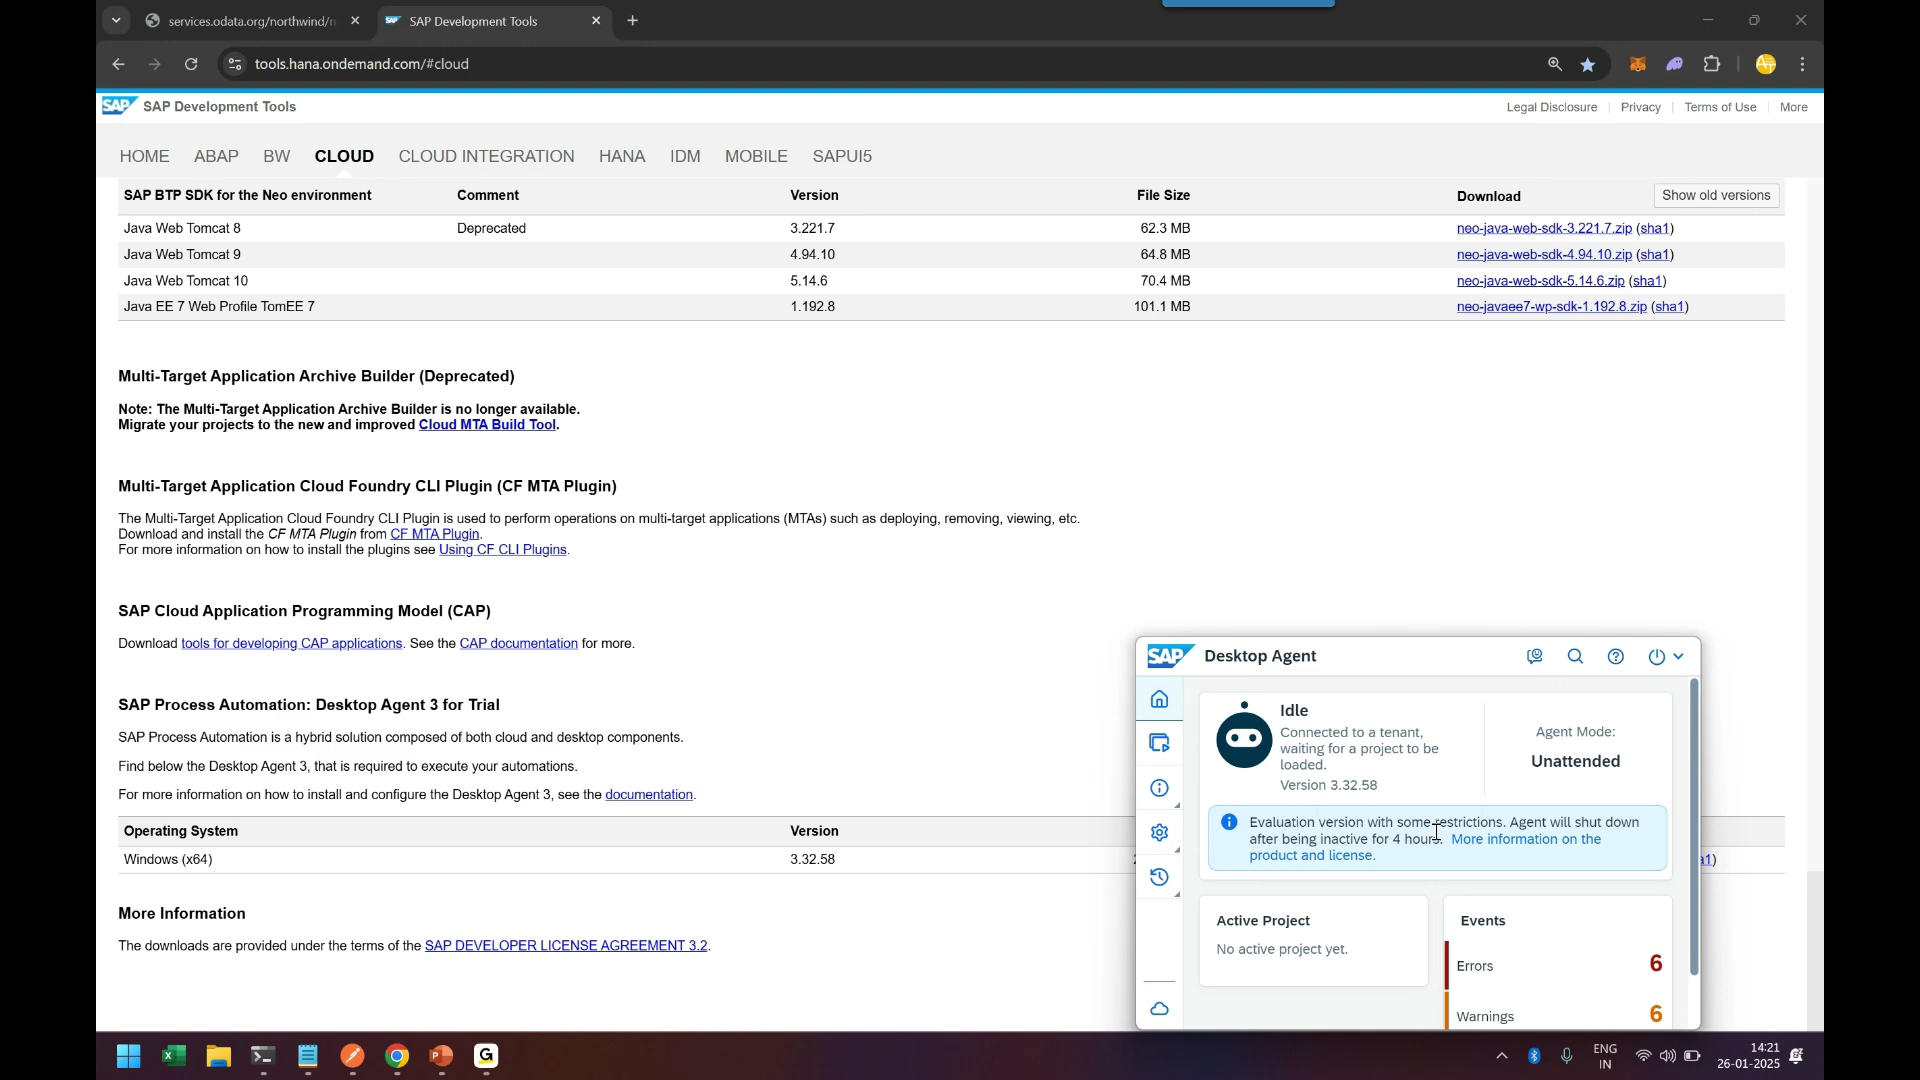 services.odata.org/northwind/n
SAP Development Tools
tools.hana.ondemand.com/#cloud
SAP SAP Development Tools
Legal Disclosure Privacy Terms of Use More
HOME ABAP BW CLOUD CLOUD INTEGRATION HANA IDM MOBILE SAPUI5
SAP BTP SDK for the Neo environment Comment Version File Size Download Show old versions
Java Web Tomcat 8 Deprecated 3.221.7 62.3 MB neo-java-web-sdk-3.221.7.zip (sha1)
Java Web Tomcat 9 4.94.10 64.8 MB neo-java-web-sdk-4.94.10.zip (sha1)
Java Web Tomcat 10 5.14.6 70.4 MB neo-java-web-sdk-5.14.6.zip (sha1)
Java EE 7 Web Profile TomEE 7 1.192.8 101.1 MB neo-javaee7-wp-sdk-1.192.8.zip (sha1)
Multi-Target Application Archive Builder (Deprecated)
Note: The Multi-Target Application Archive Builder is no longer available.
Migrate your projects to the new and improved Cloud MTA Build Tool.
Multi-Target Application Cloud Foundry CLI Plugin (CF MTA Plugin)
The Multi-Target Application Cloud Foundry CLI Plugin is used to perform operations on multi-target applications (MTAs) such as deploying, removing, viewing, etc.
Download and install the CF MTA Plugin from CF MTA Plugin.
For more information on how to install the plugins see Using CF CLI Plugins.
SAP Cloud Application Programming Model (CAP)
Download tools for developing CAP applications. See the CAP documentation for more.
SAP Process Automation: Desktop Agent 3 for Trial
SAP Process Automation is a hybrid solution composed of both cloud and desktop components.
Find below the Desktop Agent 3, that is required to execute your automations.
For more information on how to install and configure the Desktop Agent 3, see the documentation.
Operating System Version
Windows (x64) 3.32.58
More Information
The downloads are provided under the terms of the SAP DEVELOPER LICENSE AGREEMENT 3.2.
SAP Desktop Agent
Idle
Connected to a tenant,
waiting for a project to be
loaded.
Version 3.32.58
Agent Mode:
Unattended
Evaluation version with some restrictions. Agent will shut down
after being inactive for 4 hours. More information on the
product and license.
Active Project
No active project yet.
Events
Errors 6
Warnings 6
ENG
IN
14:21
26-01-2025